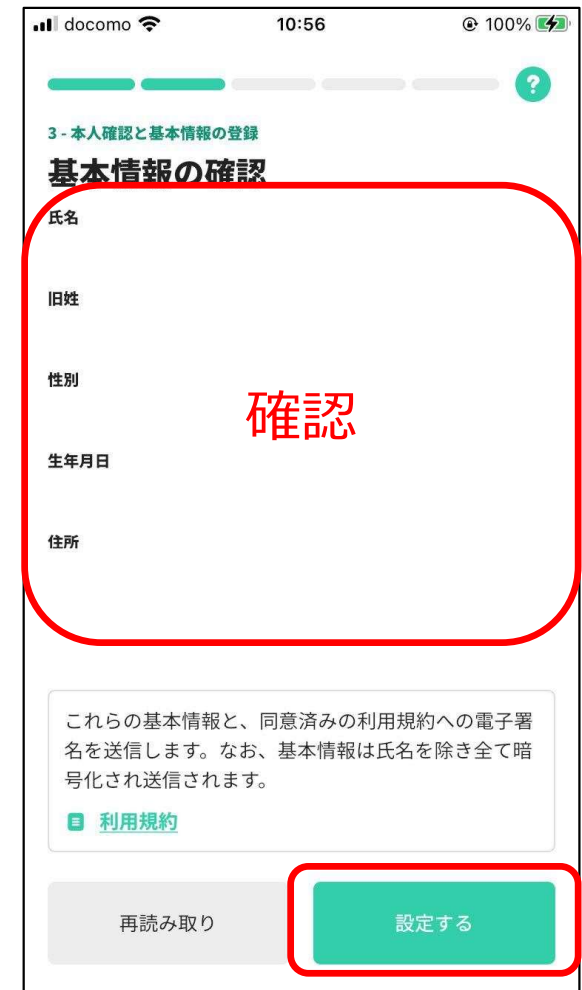 docomo 10:56 100%
?
3 - 本人確認と基本情報の登録
基本情報の確認
氏名
旧姓
性別
確認
生年月日
住所
これらの基本情報と、同意済みの利用規約への電子署
名を送信します。なお、基本情報は氏名を除き全て暗
号化され送信されます。
利用規約
再読み取り 設定する